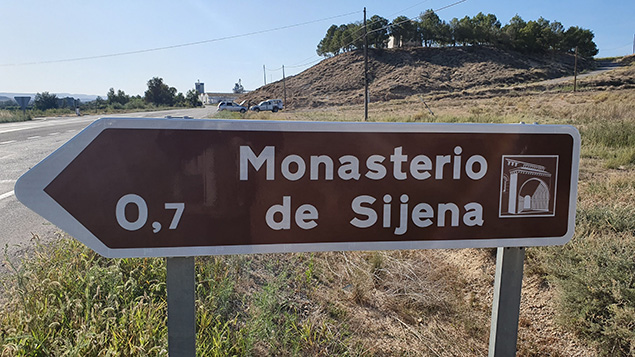 Monasterio
de Sijena
0,7